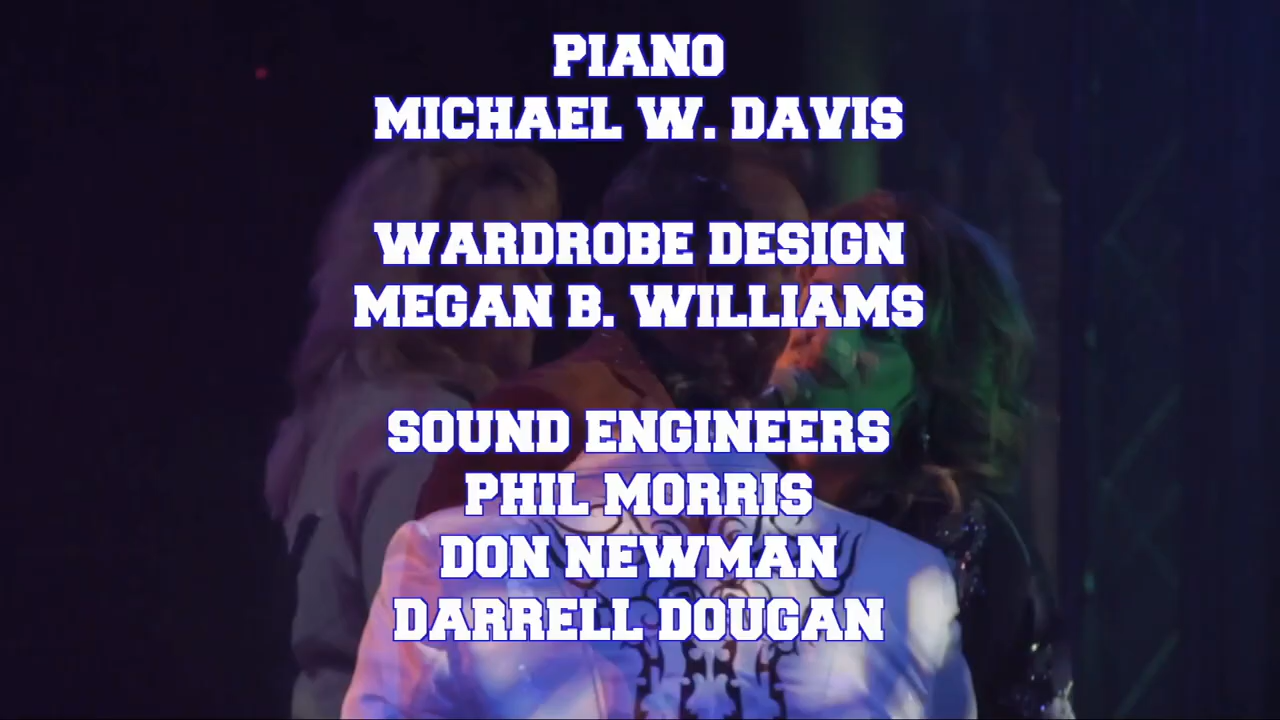 PIANO
MICHAEL W. DAVIS
WARDROBE DESIGN
MEGAN B. WILLIAMS
SOUND ENGINEERS
PHIL MORRIS
DON NEWMAN
DARRELL DOUGAN